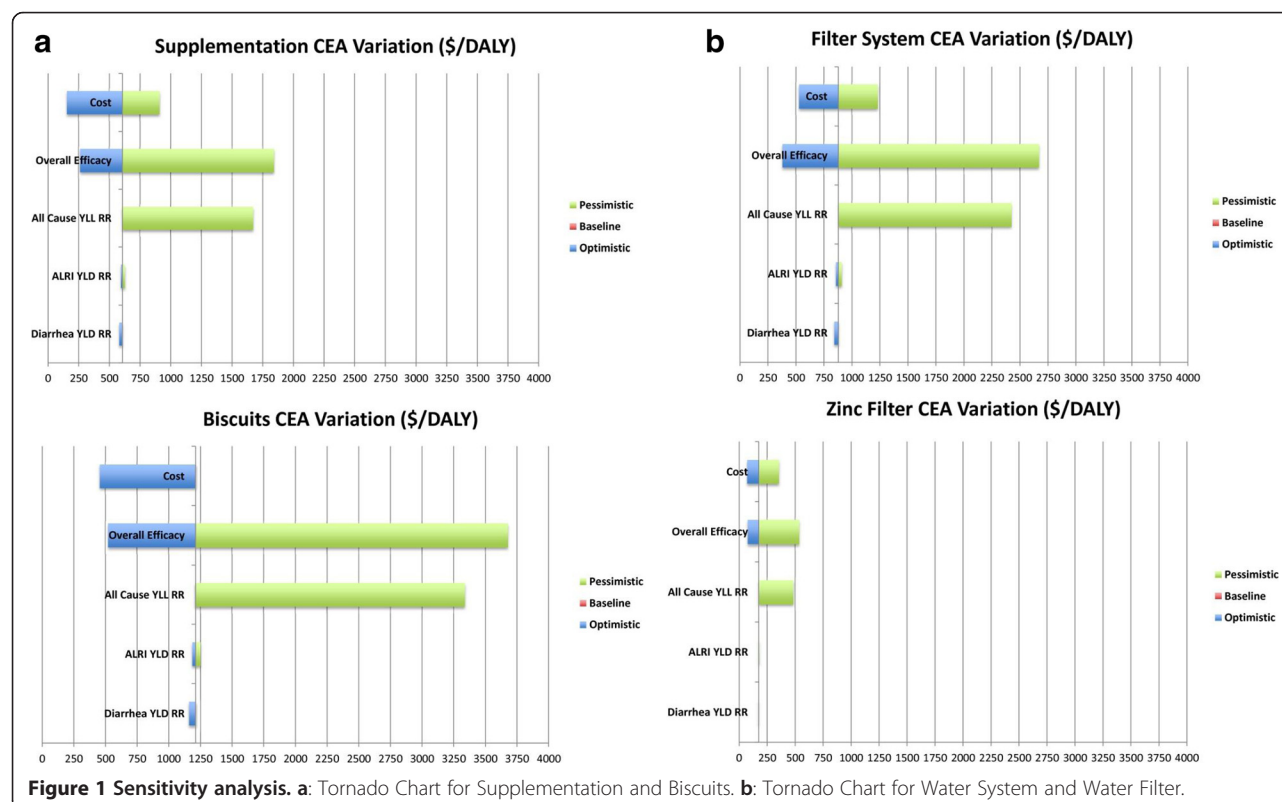 a
Supplementation CEA Variation ($/DALY)
Cost
Overall Efficacy
All Cause YLL RR
ALRI YLD RR
Diarrhea YLD RR
0 250 500 750 1000 1250 1500 1750 2000 2250 2500 2750 3000 3250 3500 3750 4000
Pessimistic
Baseline
Optimistic
Biscuits CEA Variation ($/DALY)
Cost
Overall Efficacy
All Cause YLL RR
ALRI YLD RR
Diarrhea YLD RR
0 250 500 750 1000 1250 1500 1750 2000 2250 2500 2750 3000 3250 3500 3750 4000
Pessimistic
Baseline
Optimistic
b
Filter System CEA Variation ($/DALY)
Cost
Overall Efficacy
All Cause YLL RR
ALRI YLD RR
Diarrhea YLD RR
0 250 500 750 1000 1250 1500 1750 2000 2250 2500 2750 3000 3250 3500 3750 4000
Pessimistic
Baseline
Optimistic
Zinc Filter CEA Variation ($/DALY)
Cost
Overall Efficacy
All Cause YLL RR
ALRI YLD RR
Diarrhea YLD RR
0 250 500 750 1000 1250 1500 1750 2000 2250 2500 2750 3000 3250 3500 3750 4000
Pessimistic
Baseline
Optimistic
Figure 1 Sensitivity analysis. a: Tornado Chart for Supplementation and Biscuits. b: Tornado Chart for Water System and Water Filter.